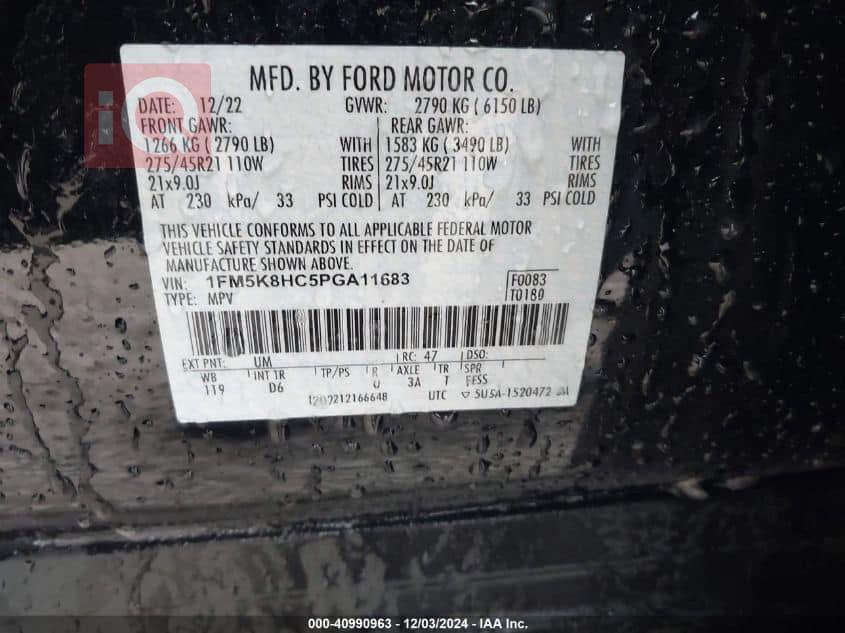 MFD. BY FORD MOTOR CO.
DATE: 12/22 GVWR: 2790 KG ( 6150 LB)
FRONT GAWR: REAR GAWR:
1266 KG ( 2790 LB) WITH 1583 KG ( 3490 LB) WITH
275/45R21 110W TIRES 275/45R21 110W TIRES
21x9.0J RIMS 21x9.0J RIMS
AT 230 kPa/ 33 PSI COLD AT 230 kPa/ 33 PSI COLD
THIS VEHICLE CONFORMS TO ALL APPLICABLE FEDERAL MOTOR
VEHICLE SAFETY STANDARDS IN EFFECT ON THE DATE OF
MANUFACTURE SHOWN ABOVE.
VIN: 1FM5K8HC5PGA11683 F0083
TYPE: MPV T0180
EXT PNT: UM RC: 47 DSO:
WB INT TR TP/PS R AXLE TR SPR
119 D6 U 3A T FESS
UTC 5U5A-1520472
iQ
000-40990963 - 12/03/2024 - IAA Inc.